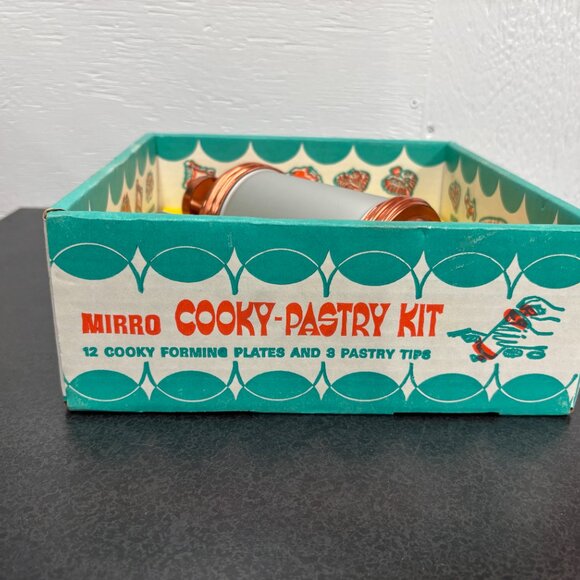 MIRRO COOKY-PASTRY KIT
12 COOKY FORMING PLATES AND 3 PASTRY TIPS